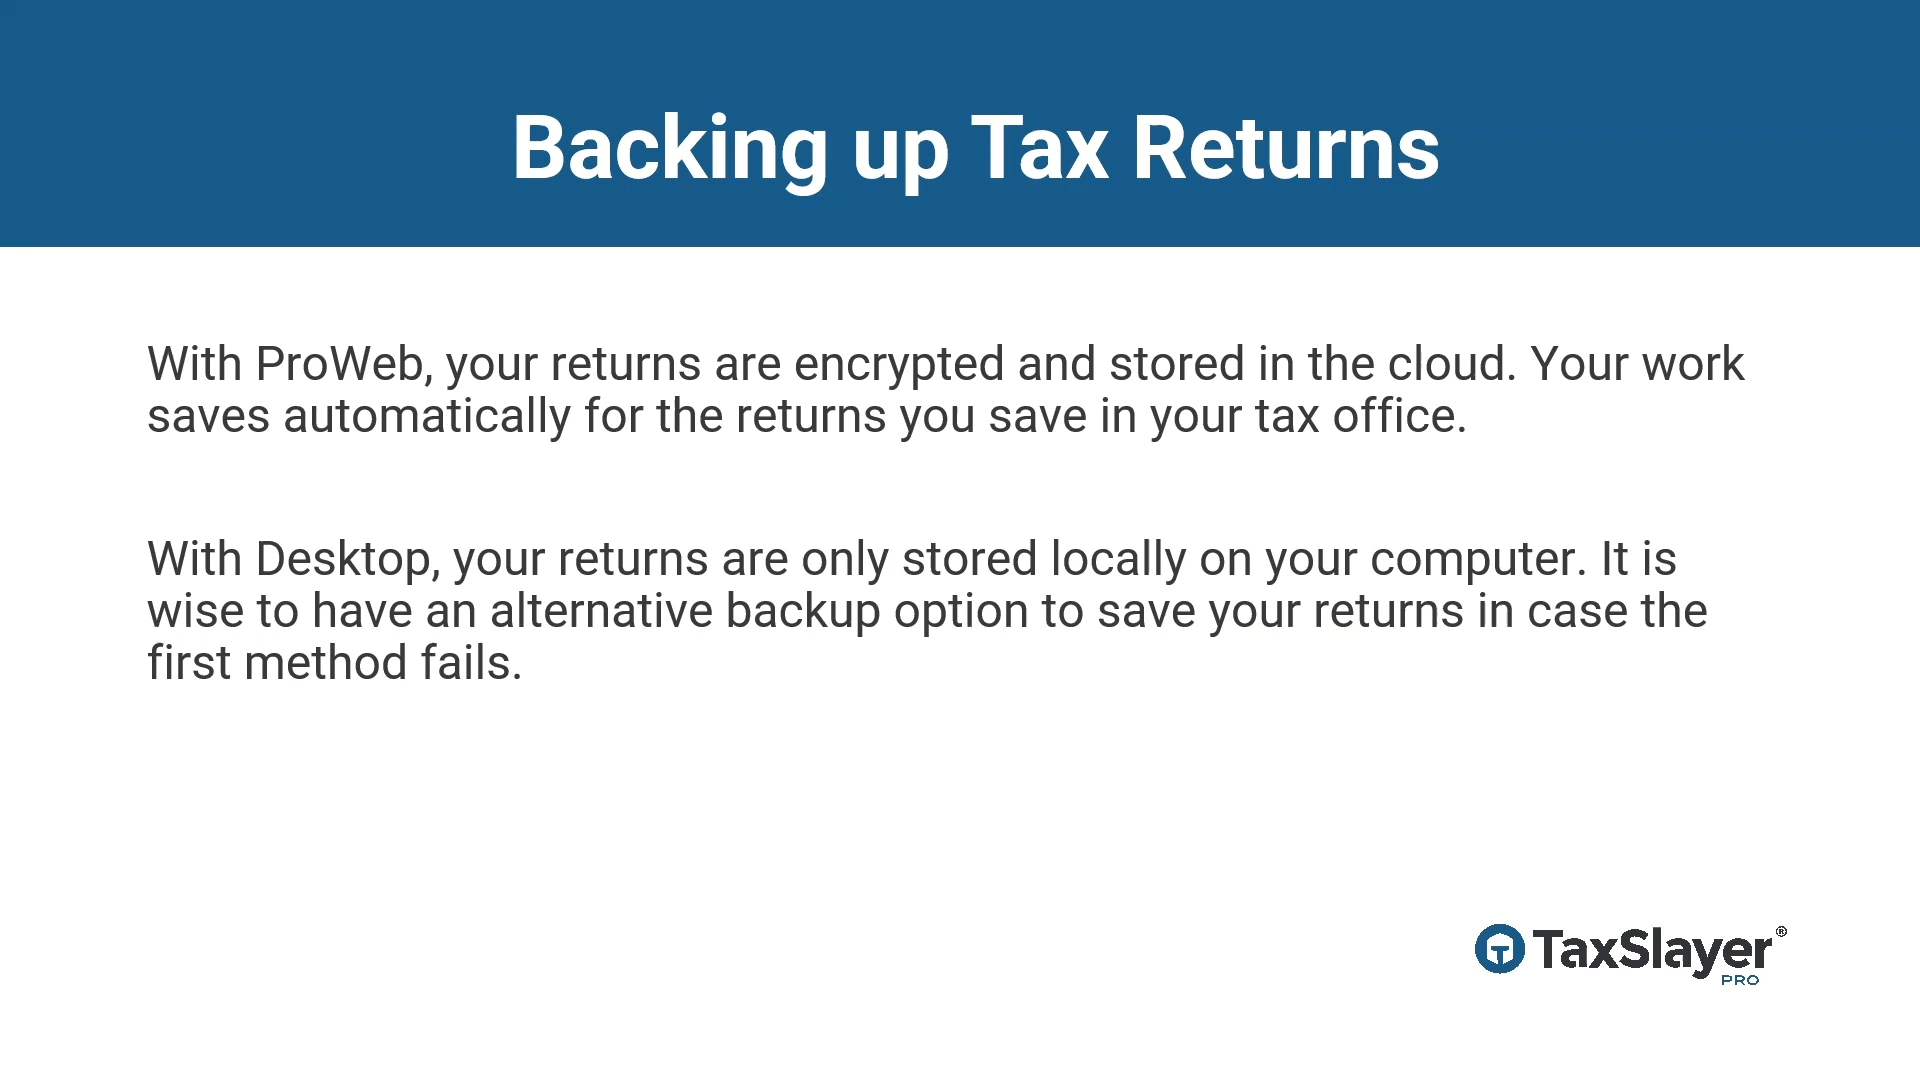 Backing up Tax Returns
With ProWeb, your returns are encrypted and stored in the cloud. Your work
saves automatically for the returns you save in your tax office.
With Desktop, your returns are only stored locally on your computer. It is
wise to have an alternative backup option to save your returns in case the
first method fails.
TaxSlayer®
PRO